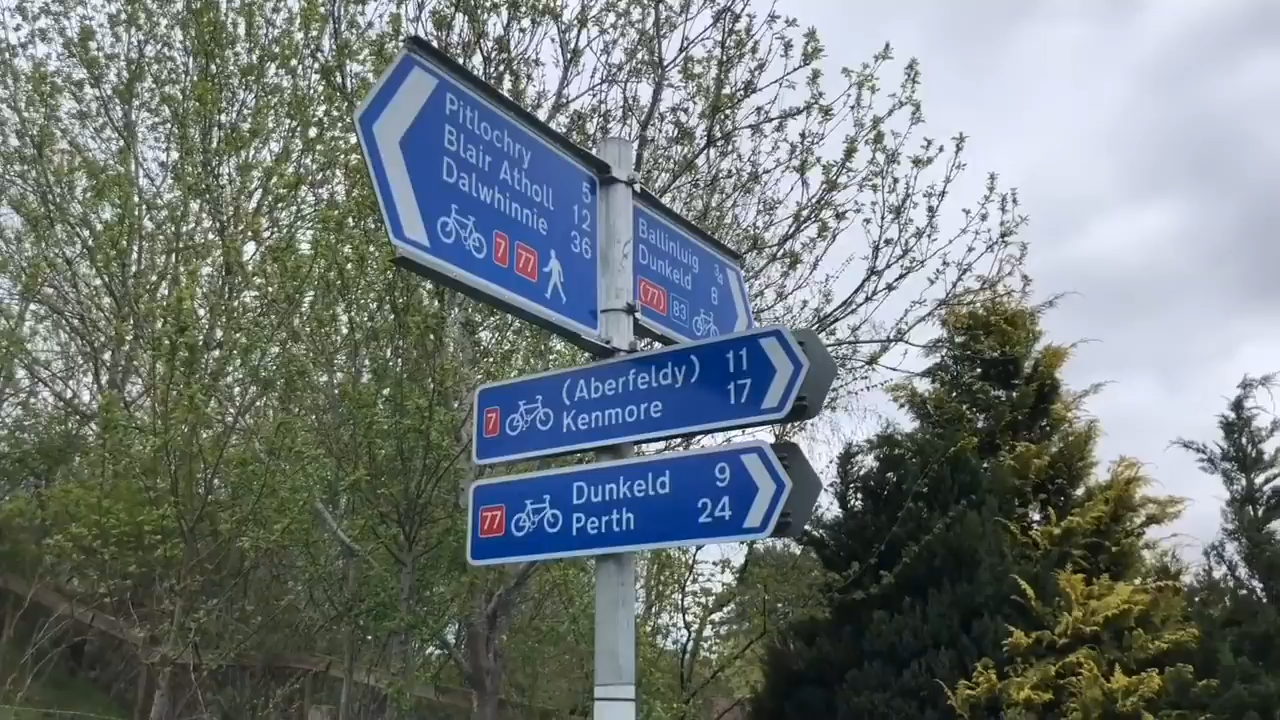 Pitlochry 5
Blair Atholl 12
Dalwhinnie 36
7 77
Ballinluig ¾
Dunkeld 8
(77) 83
(Aberfeldy) 11
7 Kenmore 17
Dunkeld 9
77 Perth 24